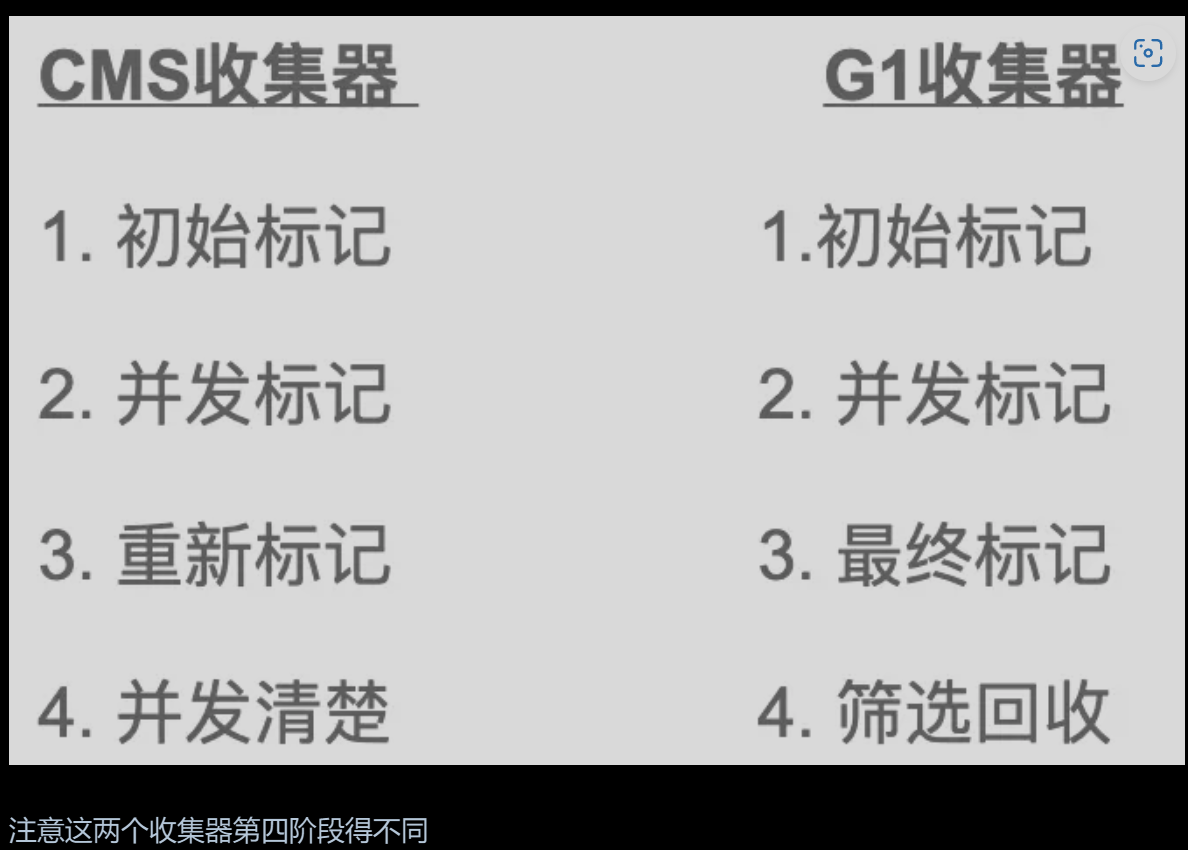 CMS收集器 G1收集器
1. 初始标记 1.初始标记
2. 并发标记 2. 并发标记
3. 重新标记 3. 最终标记
4. 并发清楚 4. 筛选回收
注意这两个收集器第四阶段得不同